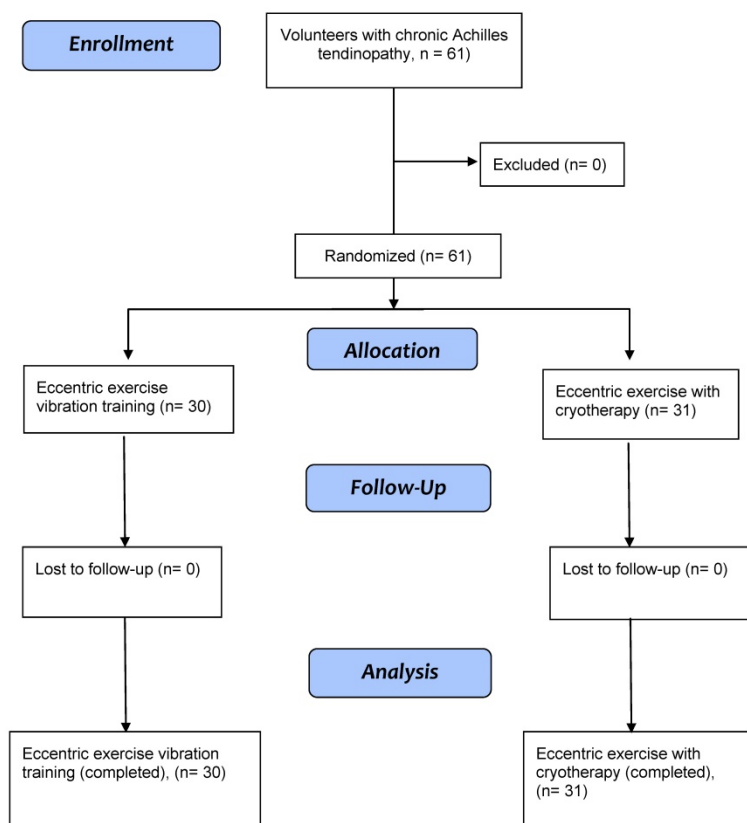 Enrollment
Volunteers with chronic Achilles
tendinopathy, n = 61)
Excluded (n= 0)
Randomized (n= 61)
Allocation
Eccentric exercise
vibration training (n= 30)
Eccentric exercise with
cryotherapy (n= 31)
Follow-Up
Lost to follow-up (n= 0)
Lost to follow-up (n= 0)
Analysis
Eccentric exercise vibration
training (completed), (n= 30)
Eccentric exercise with
cryotherapy (completed),
(n= 31)